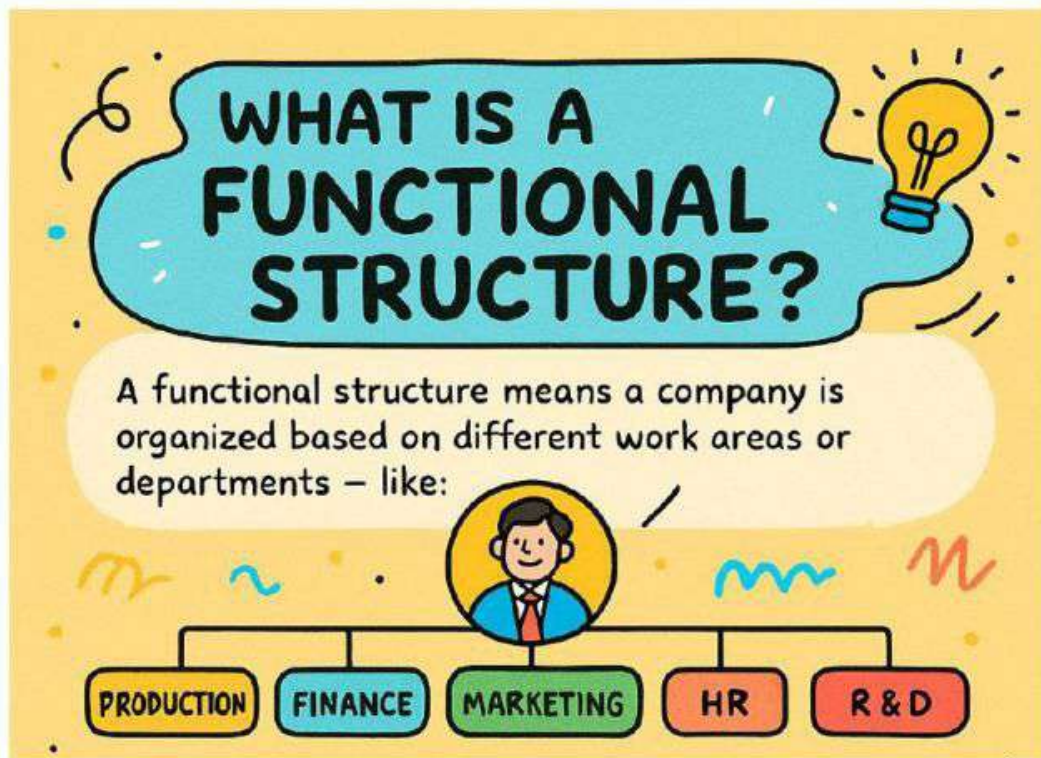 WHAT IS A
FUNCTIONAL
STRUCTURE?
A functional structure means a company is
organized based on different work areas or
departments – like:
PRODUCTION
FINANCE
MARKETING
HR
R & D